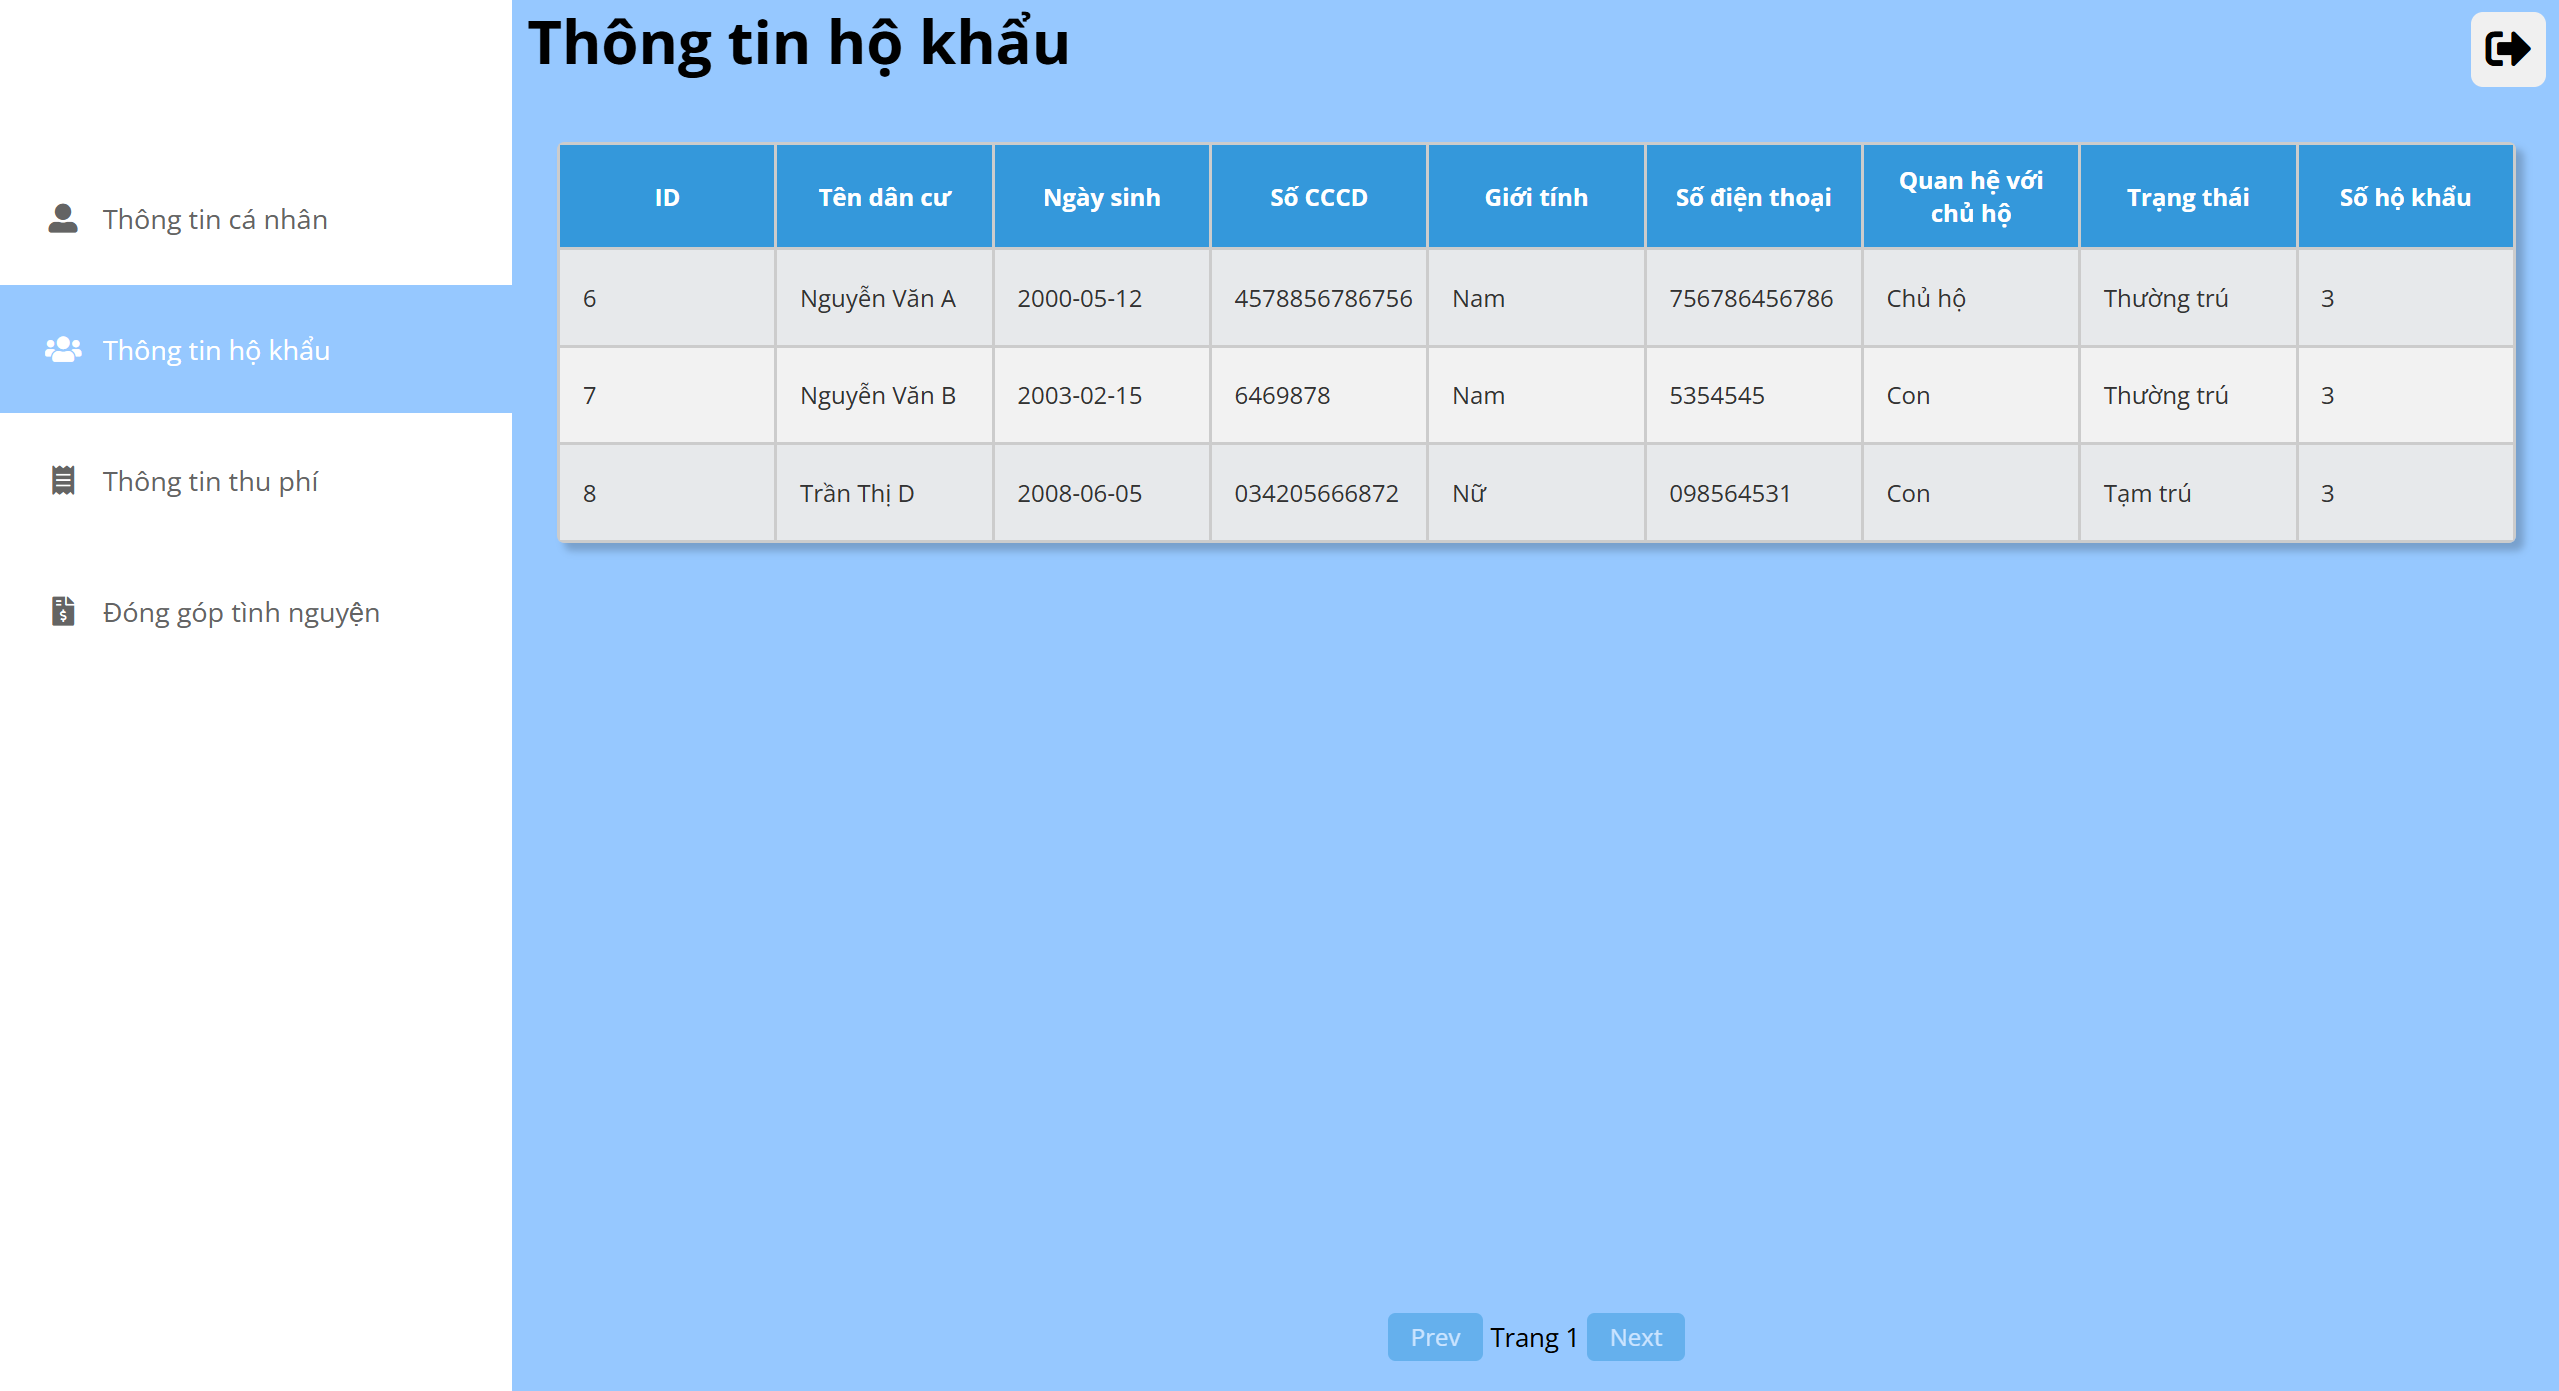 Thông tin hộ khẩu
Thông tin cá nhân
Thông tin hộ khẩu
Thông tin thu phí
Đóng góp tình nguyện
ID Tên dân cư Ngày sinh Số CCCD Giới tính Số điện thoại Quan hệ với chủ hộ Trạng thái Số hộ khẩu
6 Nguyễn Văn A 2000-05-12 4578856786756 Nam 756786456786 Chủ hộ Thường trú 3
7 Nguyễn Văn B 2003-02-15 6469878 Nam 5354545 Con Thường trú 3
8 Trần Thị D 2008-06-05 034205666872 Nữ 098564531 Con Tạm trú 3
Prev Trang 1 Next